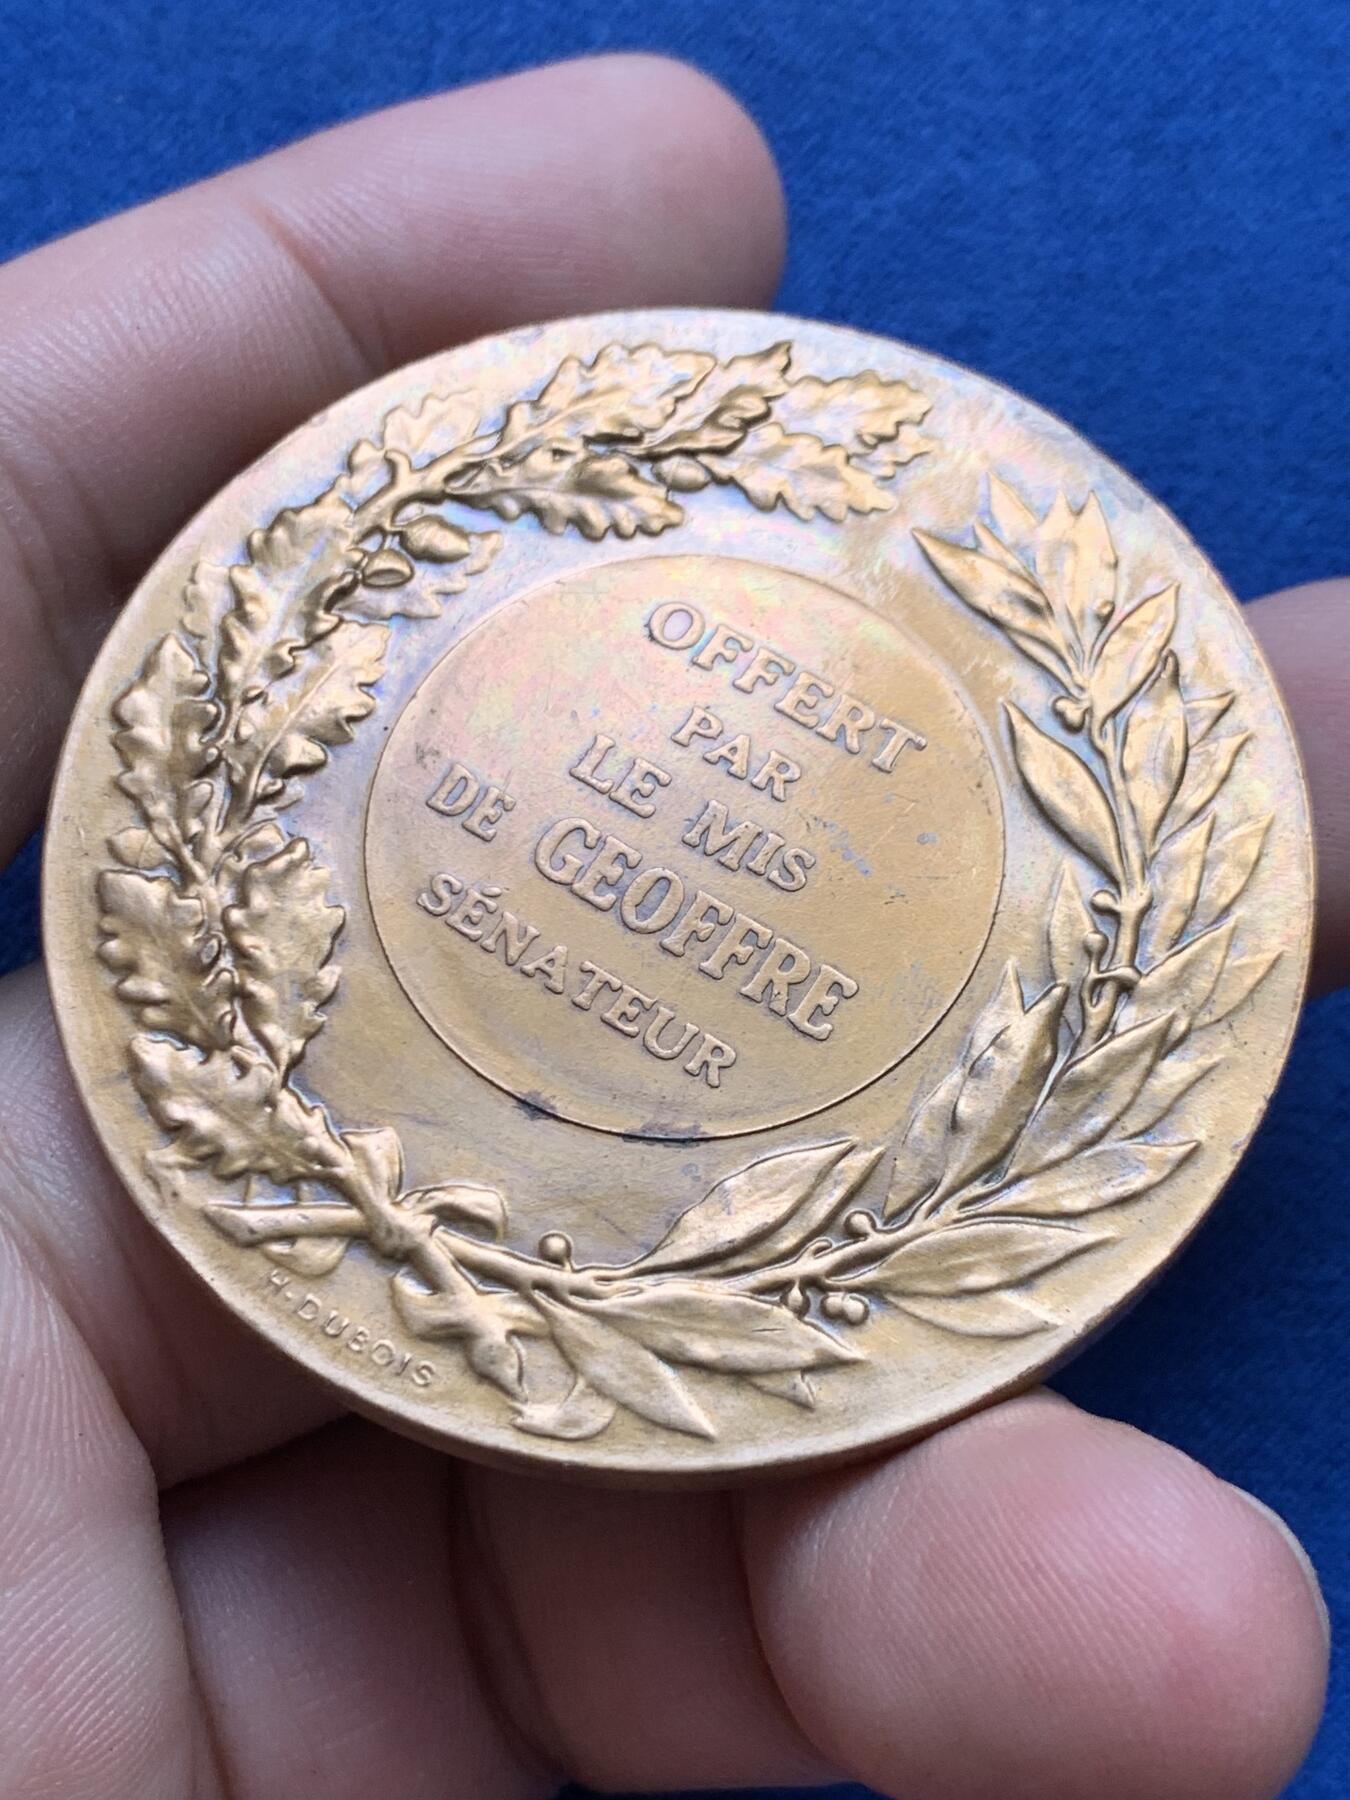 OFFERT
PAR
LE MIS
DE GEOFFRE
SÉNATEUR
H. DUBOIS